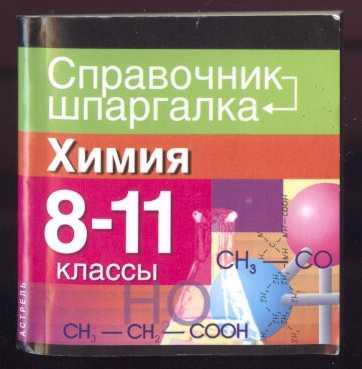 Справочник-
шпаргалка
Химия
8-11
классы
CH₃ — CO
HO
CH₃ — CH₂ — COOH
АСТРЕЛЬ